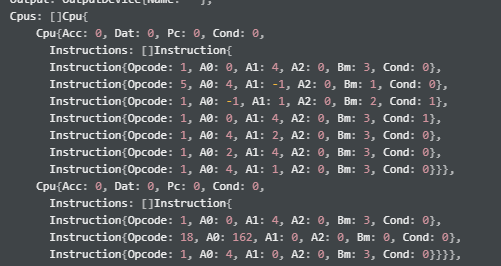 Cpus: []Cpu{
Cpu{Acc: 0, Dat: 0, Pc: 0, Cond: 0,
Instructions: []Instruction{
Instruction{Opcode: 1, A0: 0, A1: 4, A2: 0, Bm: 3, Cond: 0},
Instruction{Opcode: 5, A0: 4, A1: -1, A2: 0, Bm: 1, Cond: 0},
Instruction{Opcode: 1, A0: -1, A1: 1, A2: 0, Bm: 2, Cond: 1},
Instruction{Opcode: 1, A0: 0, A1: 4, A2: 0, Bm: 3, Cond: 1},
Instruction{Opcode: 1, A0: 4, A1: 2, A2: 0, Bm: 3, Cond: 0},
Instruction{Opcode: 1, A0: 2, A1: 4, A2: 0, Bm: 3, Cond: 0},
Instruction{Opcode: 1, A0: 4, A1: 1, A2: 0, Bm: 3, Cond: 0}}},
Cpu{Acc: 0, Dat: 0, Pc: 0, Cond: 0,
Instructions: []Instruction{
Instruction{Opcode: 1, A0: 0, A1: 4, A2: 0, Bm: 3, Cond: 0},
Instruction{Opcode: 18, A0: 162, A1: 0, A2: 0, Bm: 0, Cond: 0},
Instruction{Opcode: 1, A0: 4, A1: 0, A2: 0, Bm: 3, Cond: 0}}}},